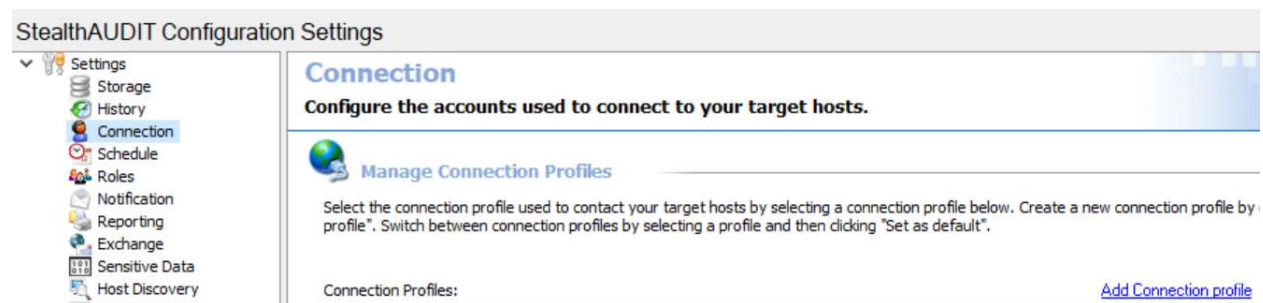 StealthAUDIT Configuration Settings
Settings
Storage
History
Connection
Schedule
Roles
Notification
Reporting
Exchange
Sensitive Data
Host Discovery
Connection
Configure the accounts used to connect to your target hosts.
Manage Connection Profiles
Select the connection profile used to contact your target hosts by selecting a connection profile below. Create a new connection profile by
profile". Switch between connection profiles by selecting a profile and then clicking "Set as default".
Connection Profiles:
Add Connection profile